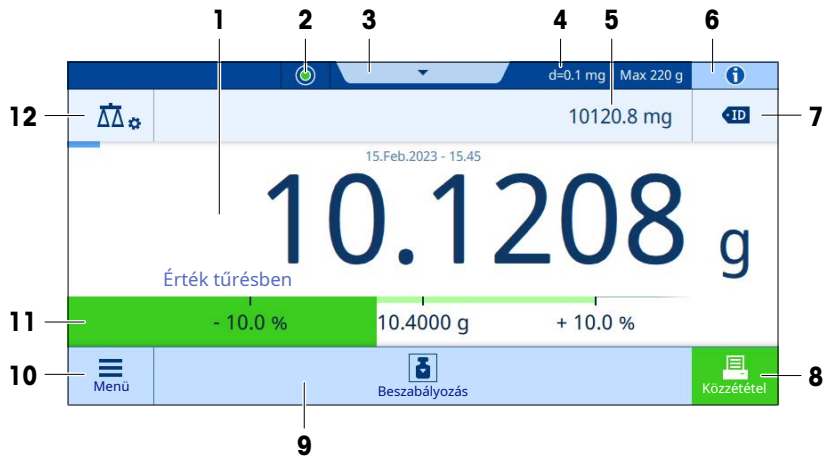 1 2 3 4 5 6
d=0.1 mg Max 220 g
12 10120.8 mg ID 7
15.Feb.2023 - 15.45
10.1208 g
Érték tűrésben
11 - 10.0 % 10.4000 g + 10.0 %
10 Menü Beszabályozás Közzététel 8
9